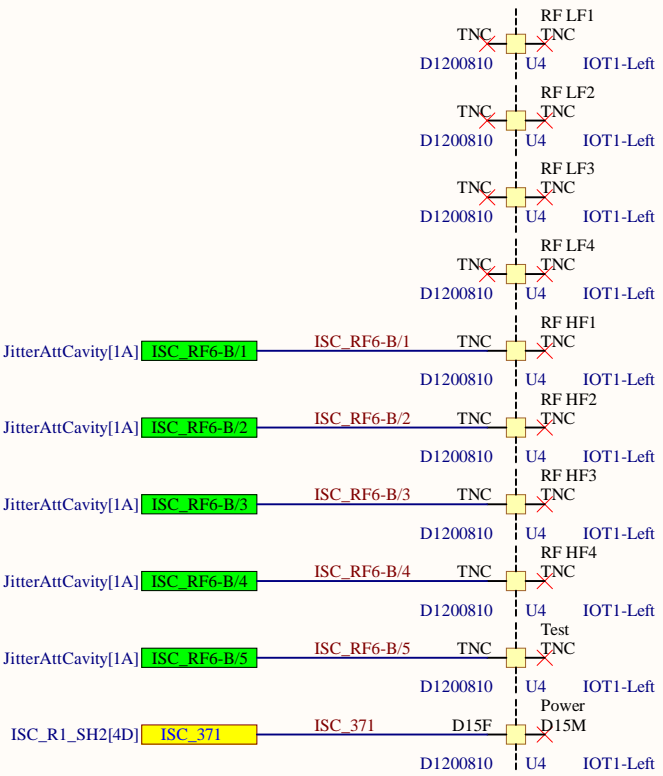 RF LF1
TNC TNC
D1200810 U4 IOT1-Left
RF LF2
TNC TNC
D1200810 U4 IOT1-Left
RF LF3
TNC TNC
D1200810 U4 IOT1-Left
RF LF4
TNC TNC
D1200810 U4 IOT1-Left
RF HF1
JitterAttCavity[1A] ISC_RF6-B/1 ISC_RF6-B/1 TNC TNC
D1200810 U4 IOT1-Left
RF HF2
JitterAttCavity[1A] ISC_RF6-B/2 ISC_RF6-B/2 TNC TNC
D1200810 U4 IOT1-Left
RF HF3
JitterAttCavity[1A] ISC_RF6-B/3 ISC_RF6-B/3 TNC TNC
D1200810 U4 IOT1-Left
RF HF4
JitterAttCavity[1A] ISC_RF6-B/4 ISC_RF6-B/4 TNC TNC
D1200810 U4 IOT1-Left
Test
JitterAttCavity[1A] ISC_RF6-B/5 ISC_RF6-B/5 TNC TNC
D1200810 U4 IOT1-Left
Power
ISC_R1_SH2[4D] ISC_371 ISC_371 D15F D15M
D1200810 U4 IOT1-Left